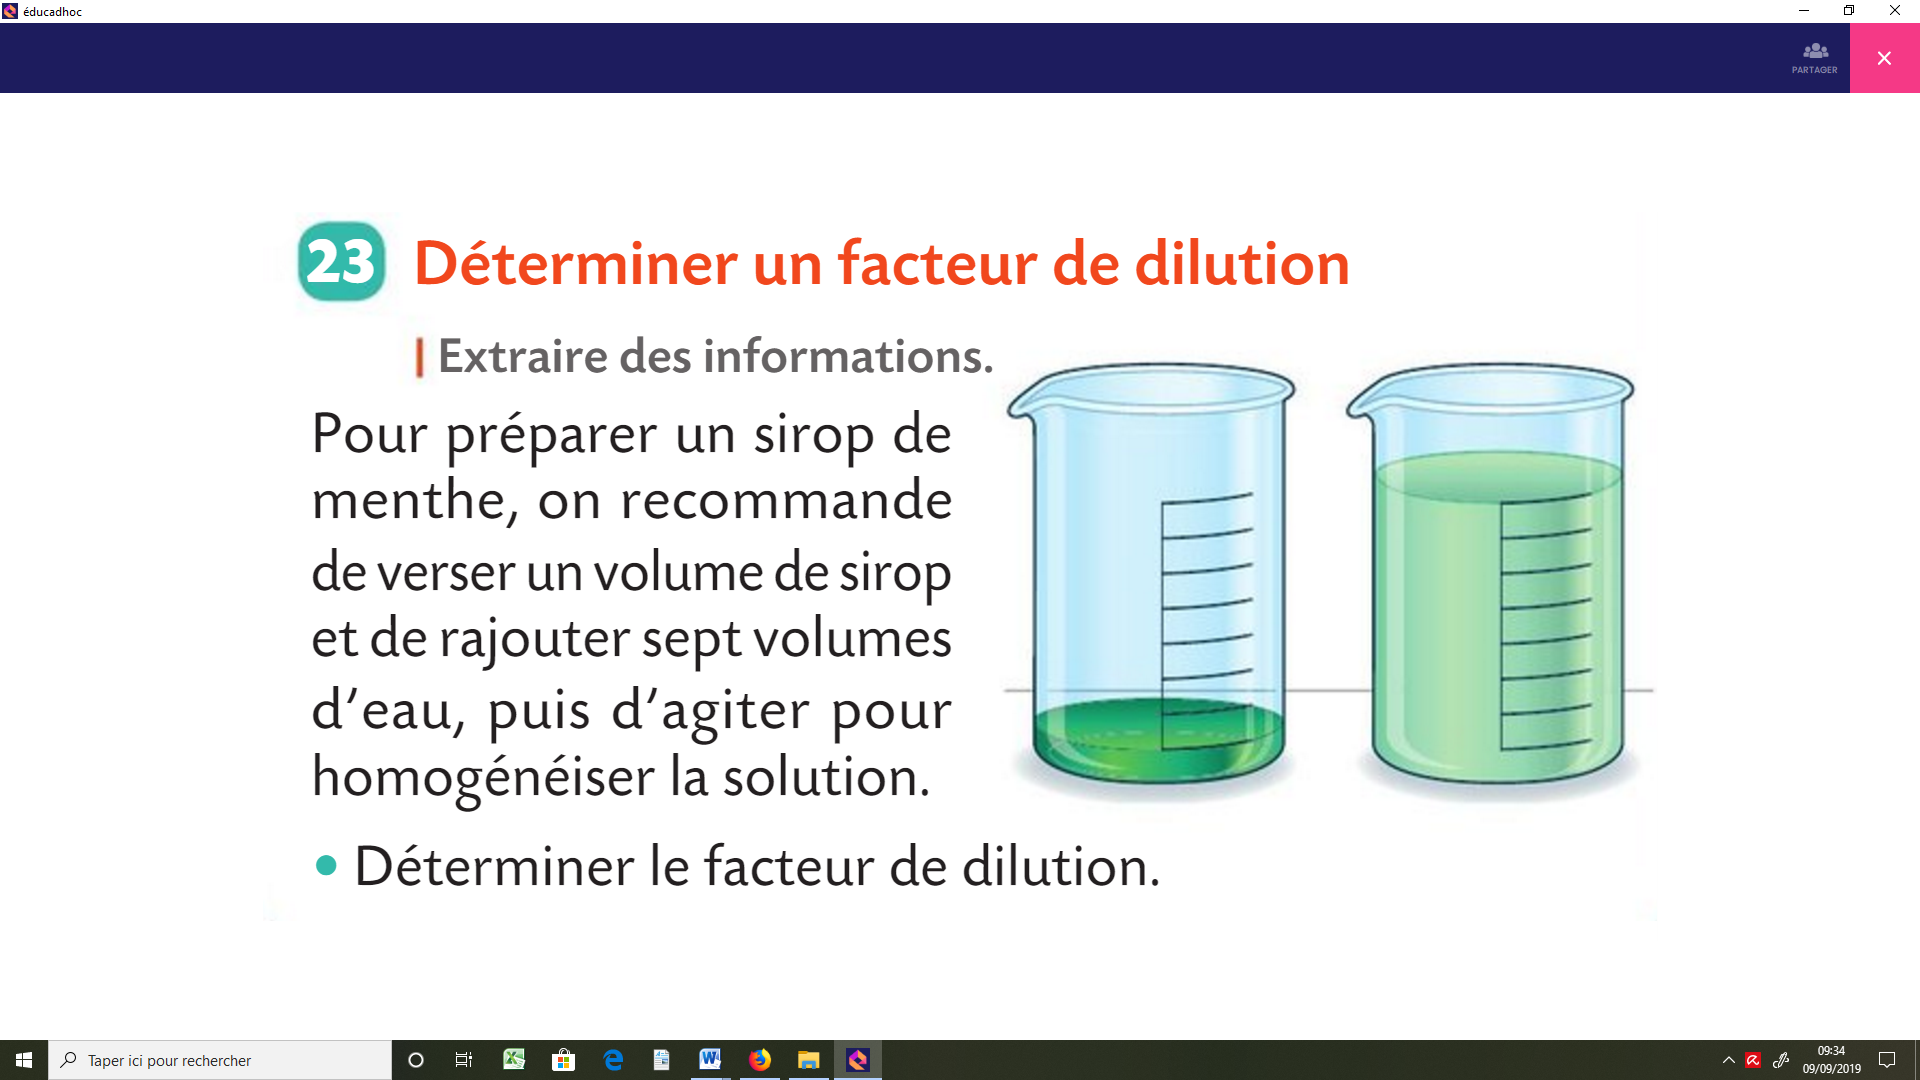 éducadhoc
PARTAGER
23 Déterminer un facteur de dilution
Extraire des informations.
Pour préparer un sirop de
menthe, on recommande
de verser un volume de sirop
et de rajouter sept volumes
d’eau, puis d’agiter pour
homogénéiser la solution.
• Déterminer le facteur de dilution.
Taper ici pour rechercher
09:34
09/09/2019